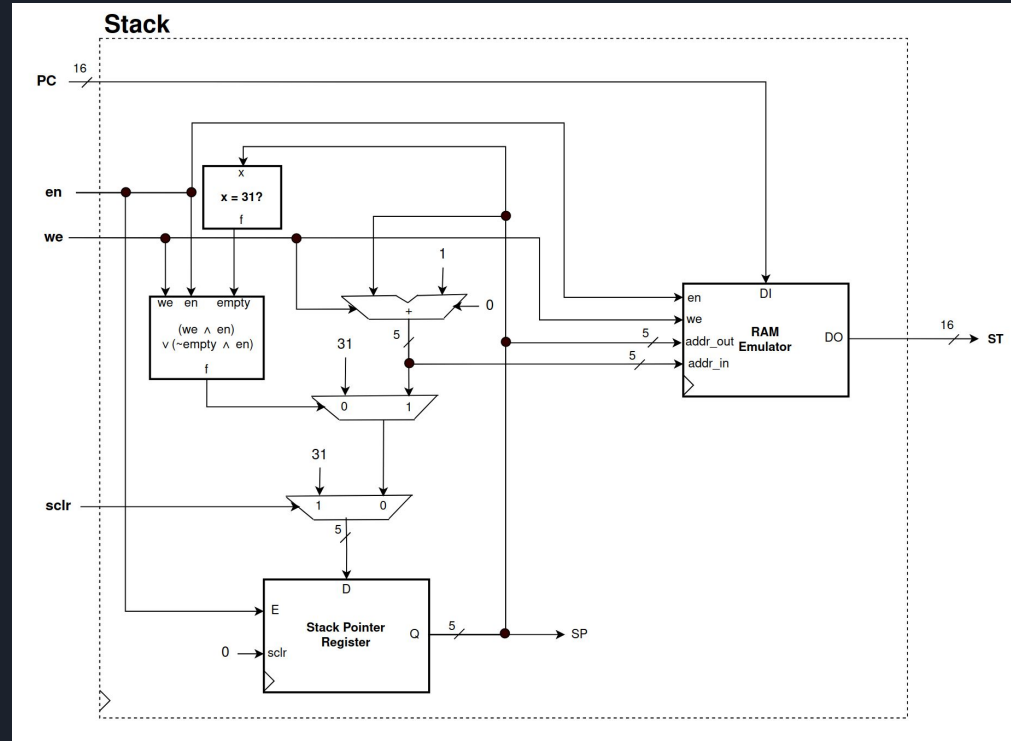 Stack
16
PC
en
we
sclr
x
x = 31?
f
we en empty
(we ∧ en)
∨ (~empty ∧ en)
f
1
0
+
5
31
0 1
31
1 0
5
D
E
Stack Pointer
Register
Q
0
sclr
5
SP
DI
en
we
5
addr_out
5
addr_in
RAM
Emulator
DO
16
ST